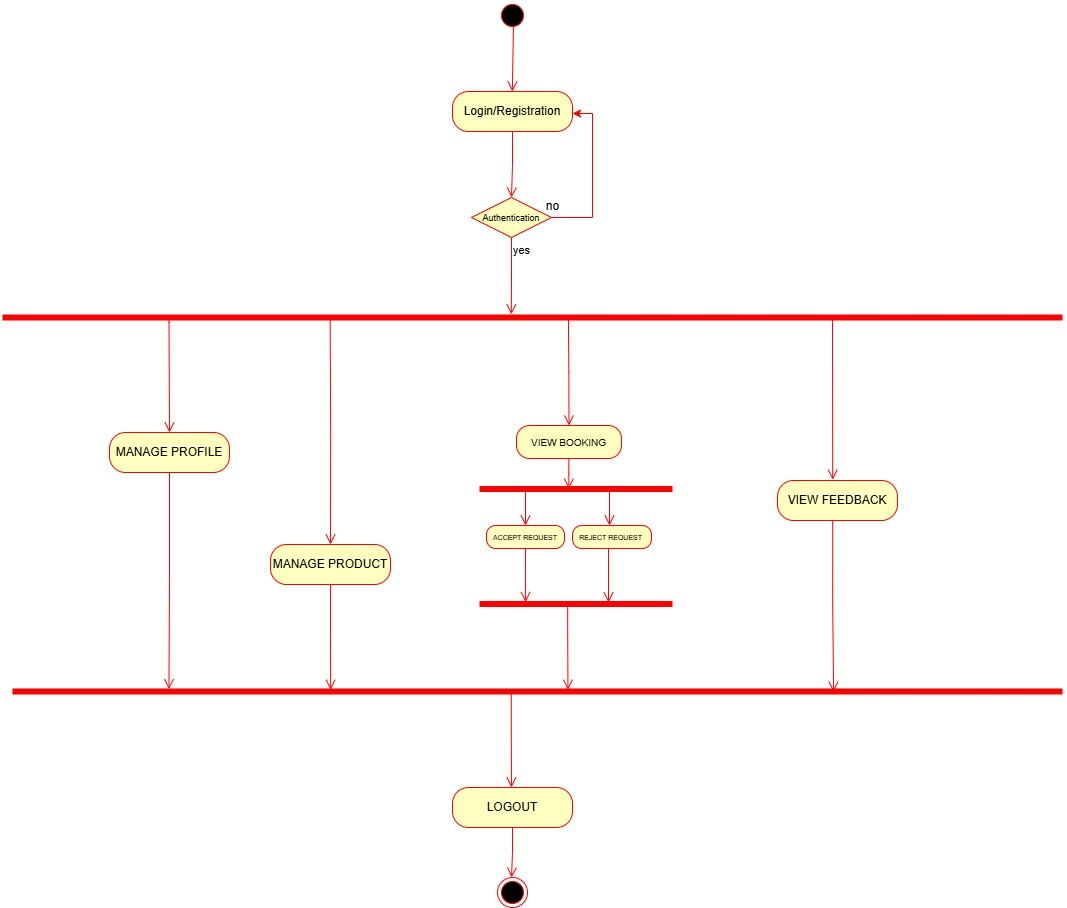 Login/Registration
no
Authentication
yes
MANAGE PROFILE
VIEW BOOKING
VIEW FEEDBACK
ACCEPT REQUEST
REJECT REQUEST
MANAGE PRODUCT
LOGOUT